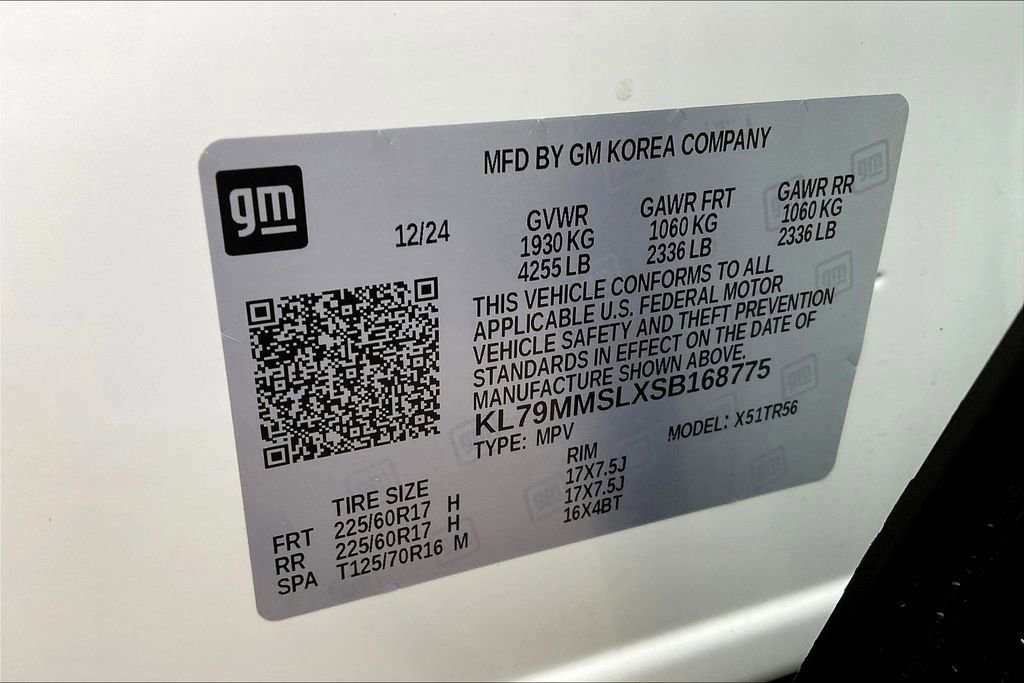 MFD BY GM KOREA COMPANY
gm
12/24
GVWR
1930 KG
4255 LB
GAWR FRT
1060 KG
2336 LB
GAWR RR
1060 KG
2336 LB
THIS VEHICLE CONFORMS TO ALL
APPLICABLE U.S. FEDERAL MOTOR
VEHICLE SAFETY AND THEFT PREVENTION
STANDARDS IN EFFECT ON THE DATE OF
MANUFACTURE SHOWN ABOVE.
KL79MMSLXSB168775
TYPE: MPV MODEL: X51TR56
TIRE SIZE RIM
FRT 225/60R17 H 17X7.5J
RR 225/60R17 H 17X7.5J
SPA T125/70R16 M 16X4BT